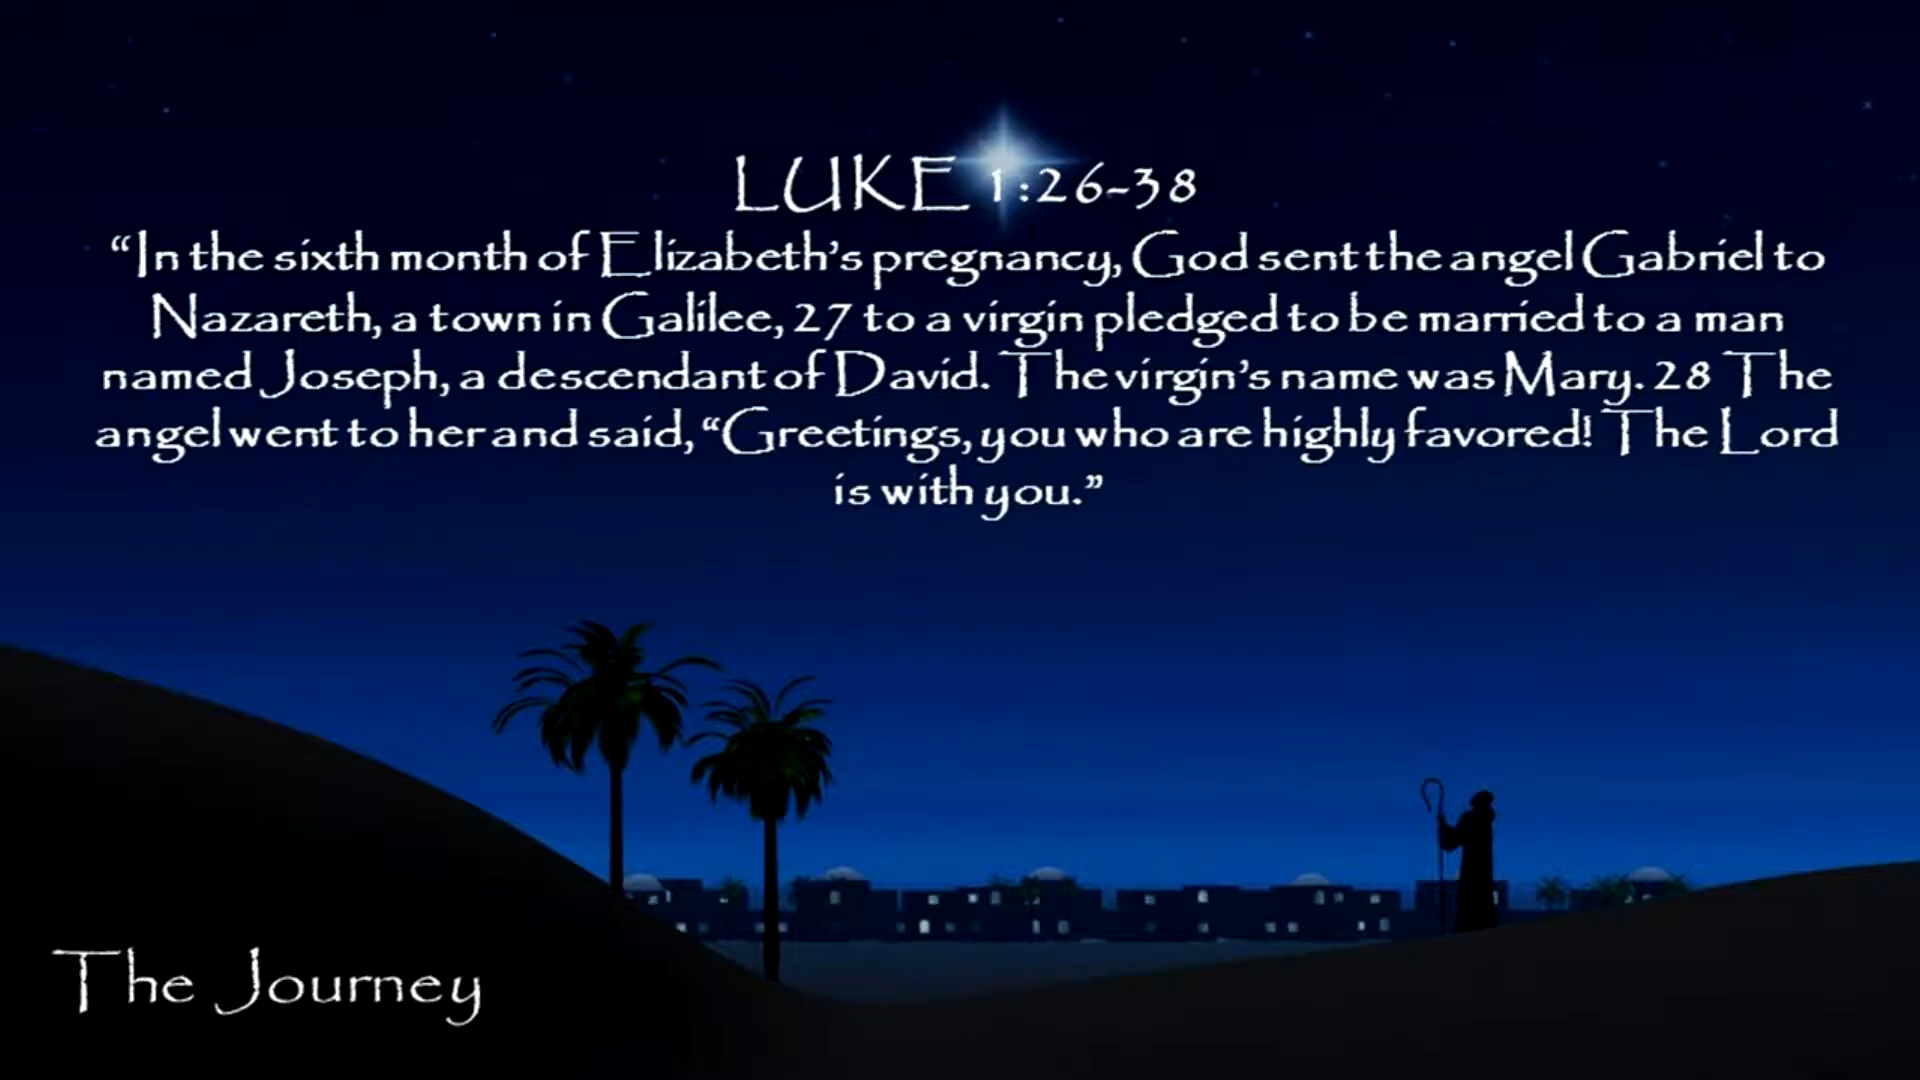 LUKE 1:26-38
“In the sixth month of Elizabeth’s pregnancy, God sent the angel Gabriel to
Nazareth, a town in Galilee, 27 to a virgin pledged to be married to a man
named Joseph, a descendant of David. The virgin’s name was Mary. 28 The
angel went to her and said, “Greetings, you who are highly favored! The Lord
is with you.”
The Journey